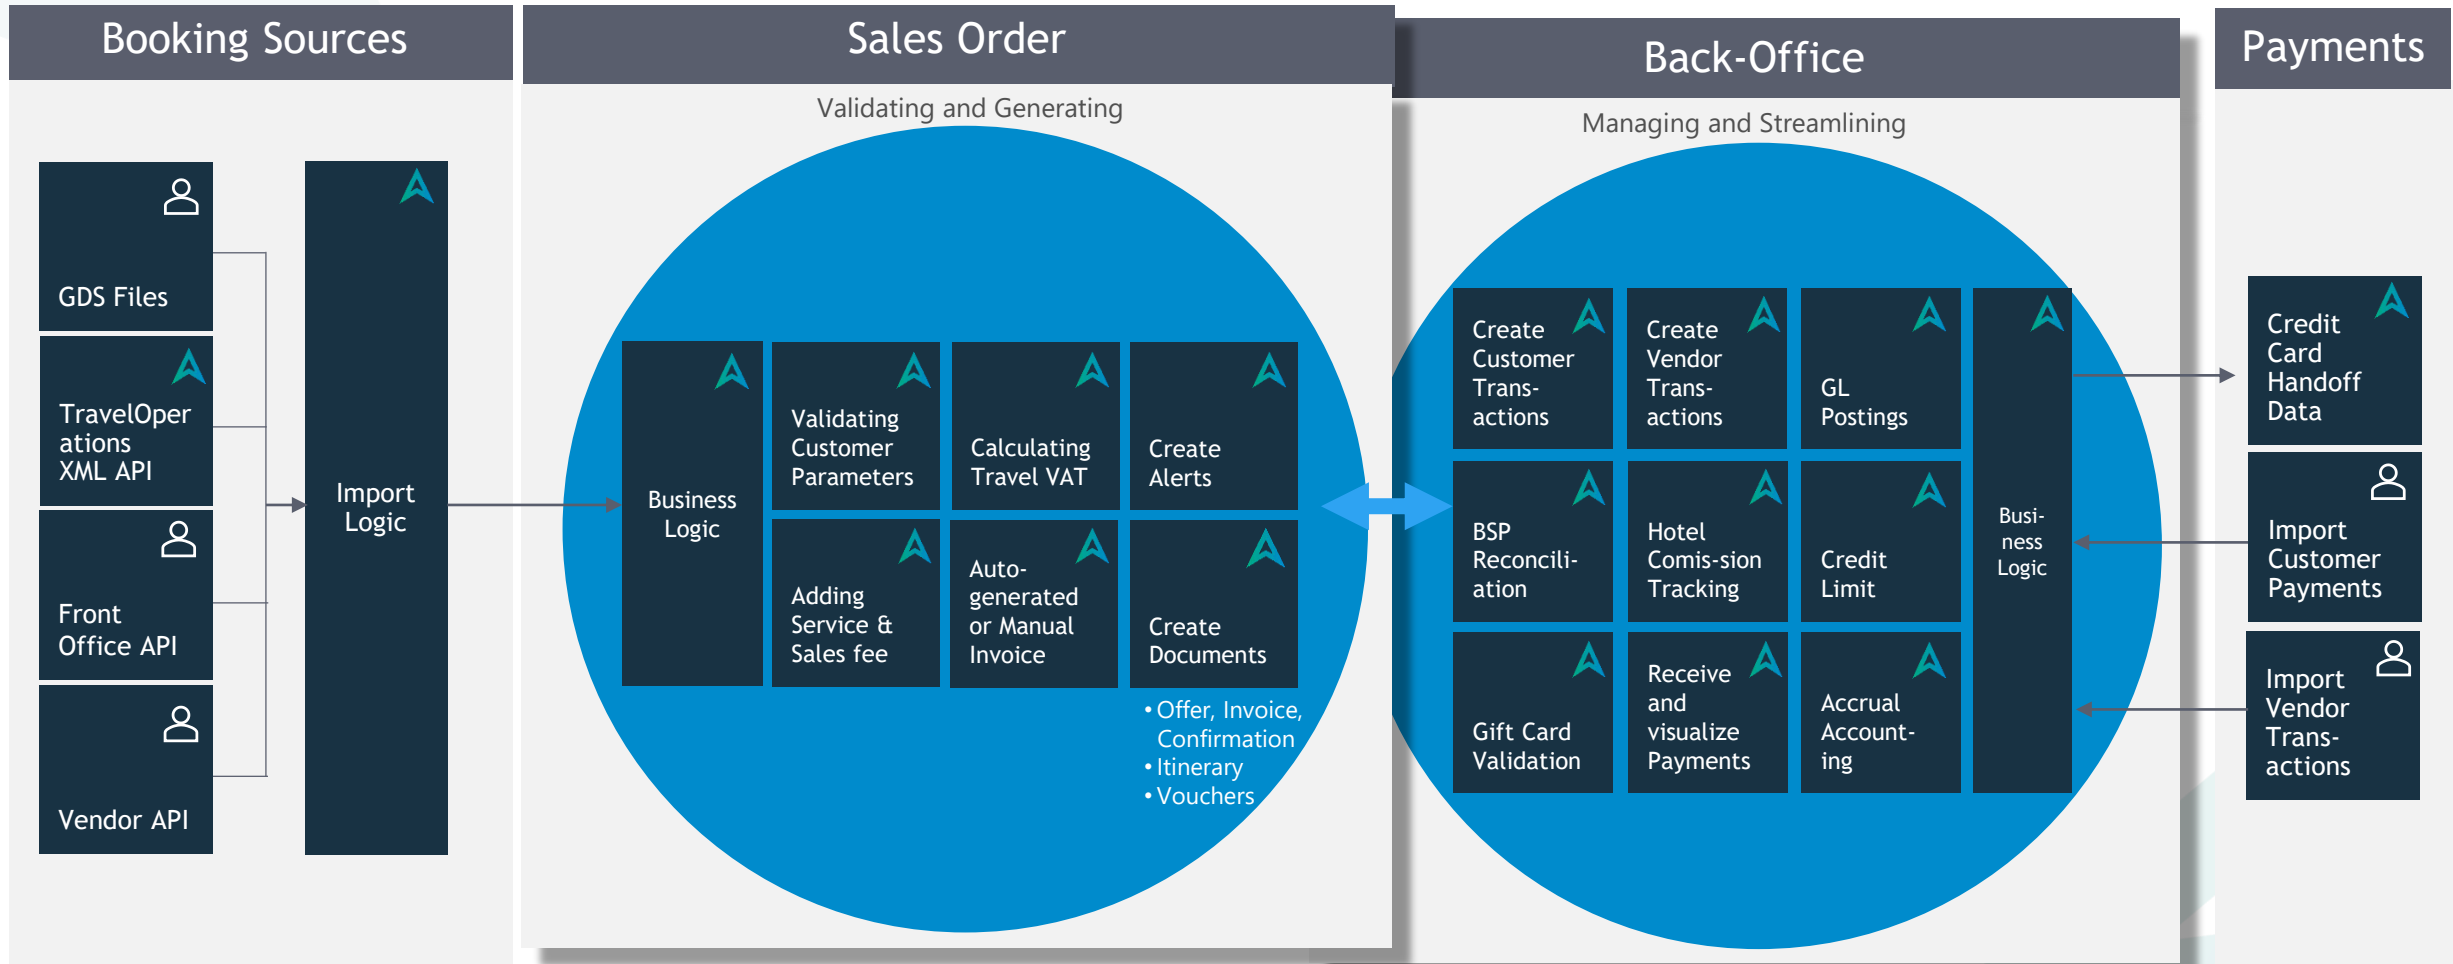 Booking Sources
GDS Files
TravelOper
ations
XML API
Front
Office API
Vendor API
Import
Logic
Sales Order
Validating and Generating
Business
Logic
Validating
Customer
Parameters
Calculating
Travel VAT
Create
Alerts
Adding
Service &
Sales fee
Auto-
generated
or Manual
Invoice
Create
Documents
• Offer, Invoice,
Confirmation
• Itinerary
• Vouchers
Back-Office
Managing and Streamlining
Create
Customer
Trans-
actions
Create
Vendor
Trans-
actions
GL
Postings
BSP
Reconcili-
ation
Hotel
Comis-sion
Tracking
Credit
Limit
Gift Card
Validation
Receive
and
visualize
Payments
Accrual
Account-
ing
Busi-
ness
Logic
Payments
Credit
Card
Handoff
Data
Import
Customer
Payments
Import
Vendor
Trans-
actions